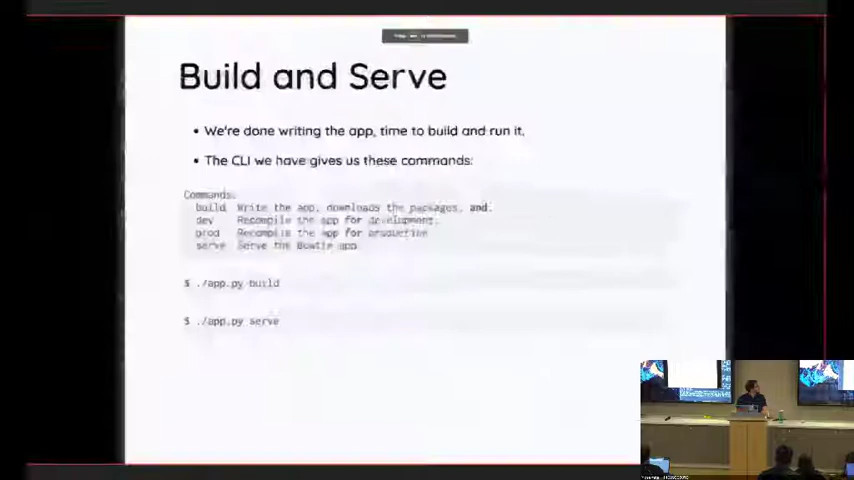 Build and Serve
• We're done writing the app, time to build and run it.
• The CLI we have gives us these commands:
Commands:
build Write the app, downloads the packages, and.
dev Recompile the app for development.
prod Recompile the app for production
serve Serve the Bowtie app
$ ./app.py build
$ ./app.py serve